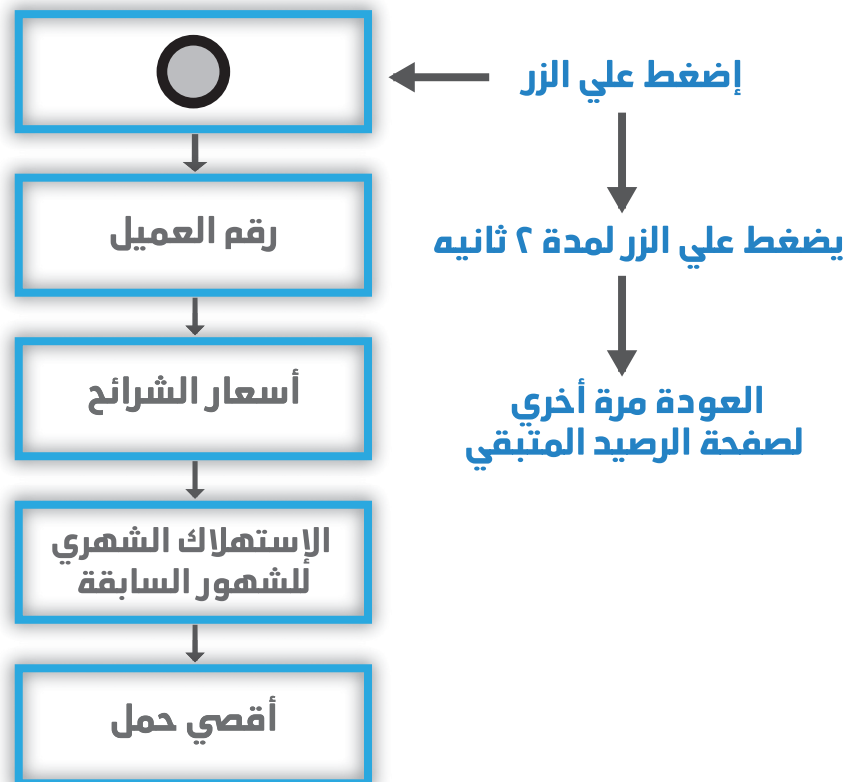 إضغط علي الزر
يضغط علي الزر لمدة ٢ ثانيه
العودة مرة أخري
لصفحة الرصيد المتبقي
رقم العميل
أسعار الشرائح
الإستهلاك الشهري
للشهور السابقة
أقصي حمل